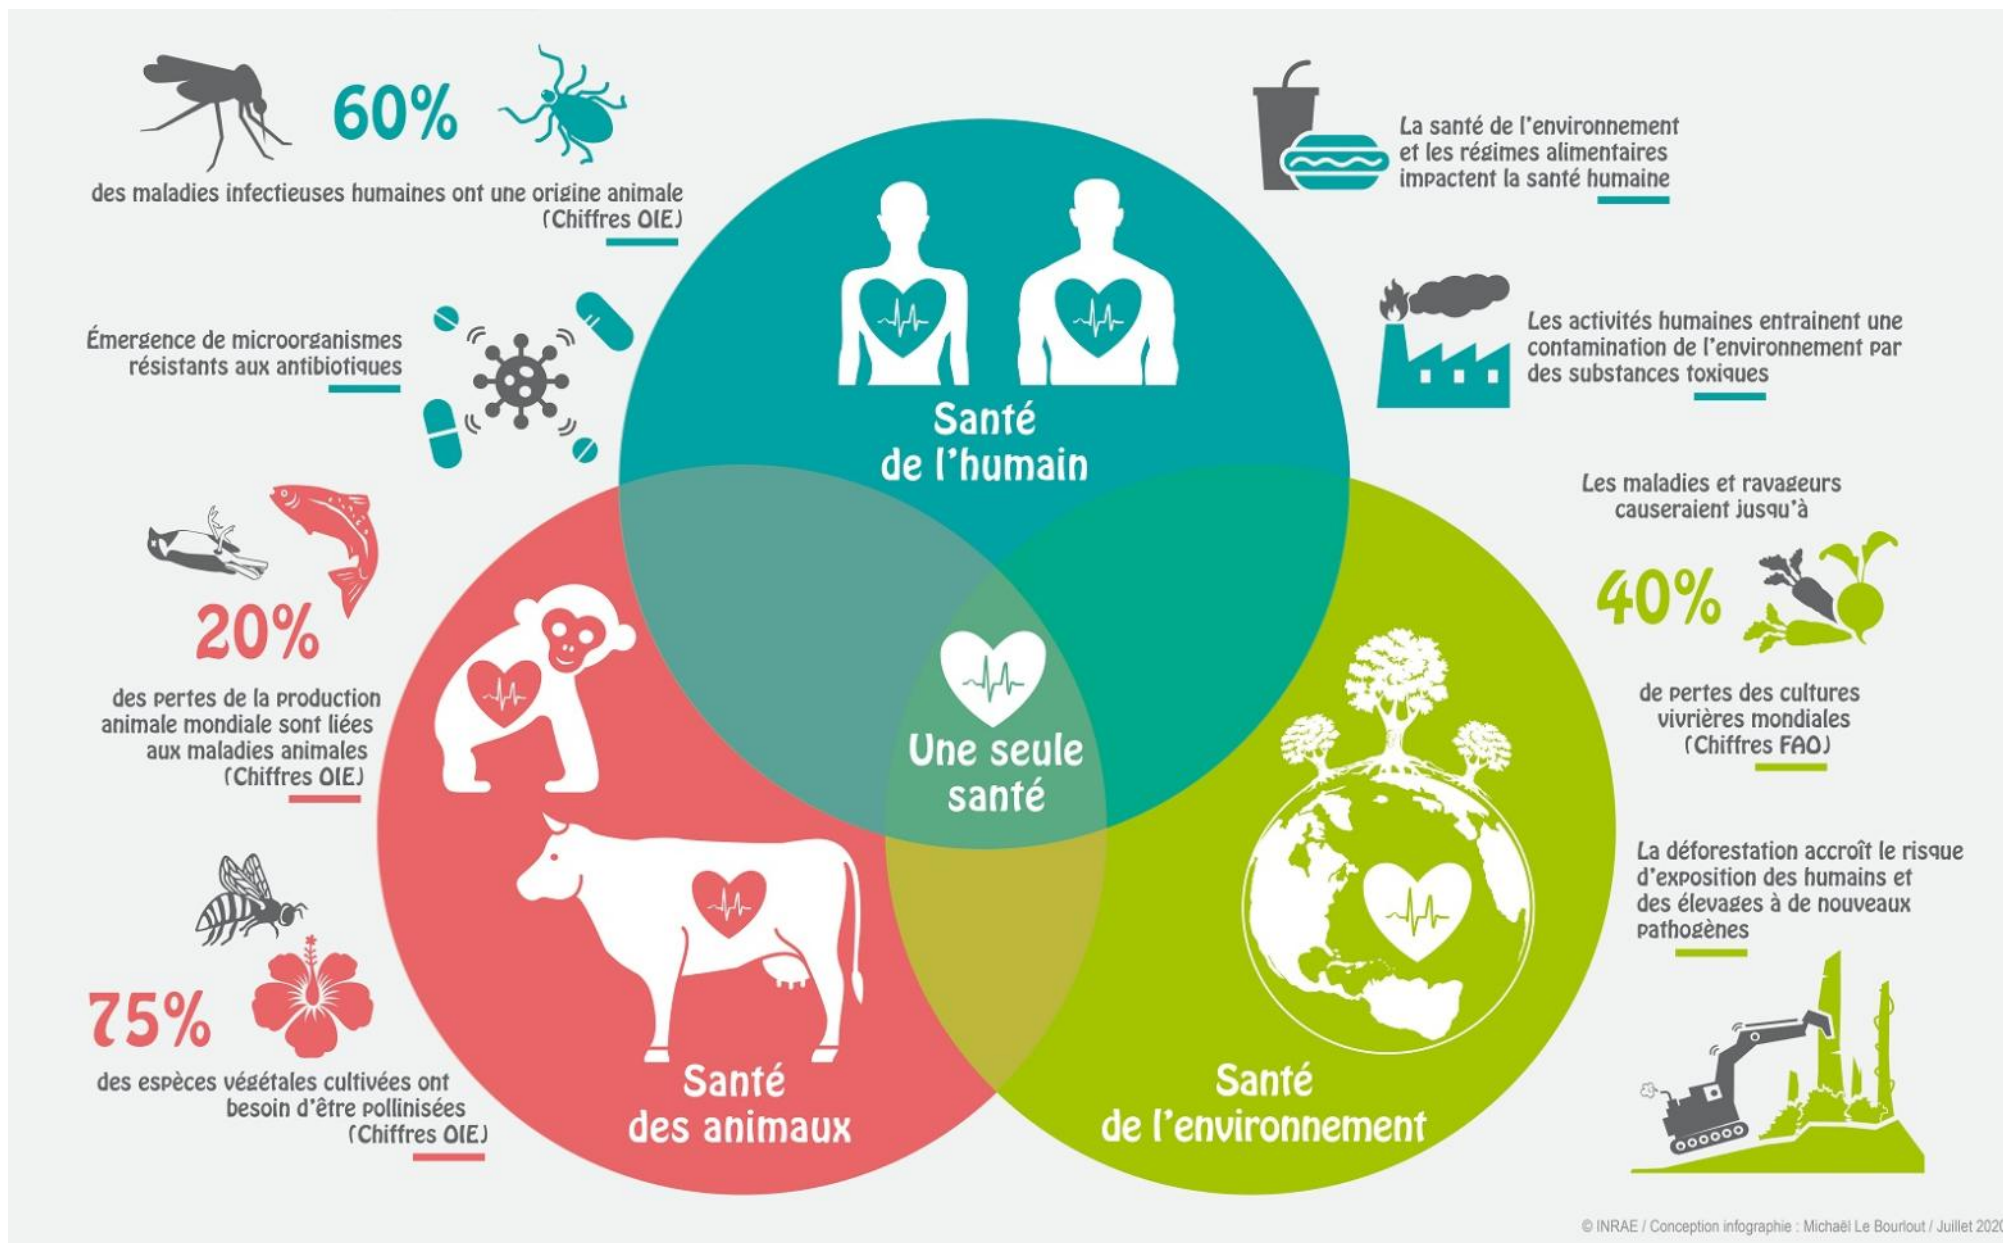 60%
des maladies infectieuses humaines ont une origine animale
(Chiffres OIE)
Émergence de microorganismes
résistants aux antibiotiques
20%
des pertes de la production
animale mondiale sont liées
aux maladies animales
(Chiffres OIE)
75%
des espèces végétales cultivées ont
besoin d'être pollinisées
(Chiffres OIE)
Santé
de l'humain
Une seule
santé
Santé
des animaux
Santé
de l'environnement
La santé de l'environnement
et les régimes alimentaires
impactent la santé humaine
Les activités humaines entrainent une
contamination de l'environnement par
des substances toxiques
Les maladies et ravageurs
causeraient jusqu'à
40%
de pertes des cultures
vivrières mondiales
(Chiffres FAO)
La déforestation accroît le risque
d'exposition des humains et
des élevages à de nouveaux
pathogènes
© INRAE / Conception infographie : Michaël Le Bourlout / Juillet 2020